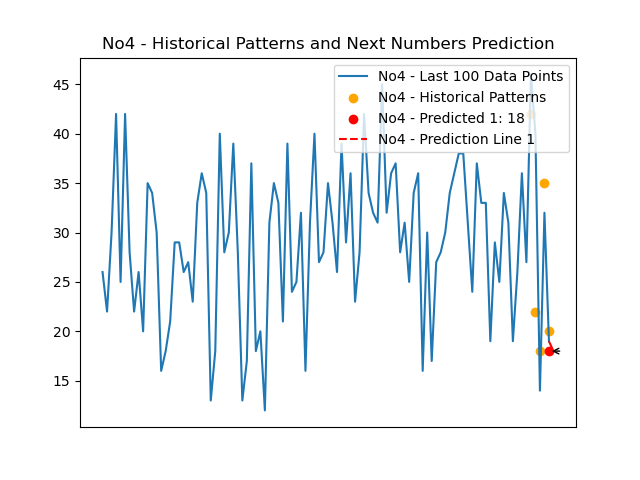 No4 - Historical Patterns and Next Numbers Prediction
No4 - Last 100 Data Points
No4 - Historical Patterns
No4 - Predicted 1: 18
No4 - Prediction Line 1
45
40
35
30
25
20
15